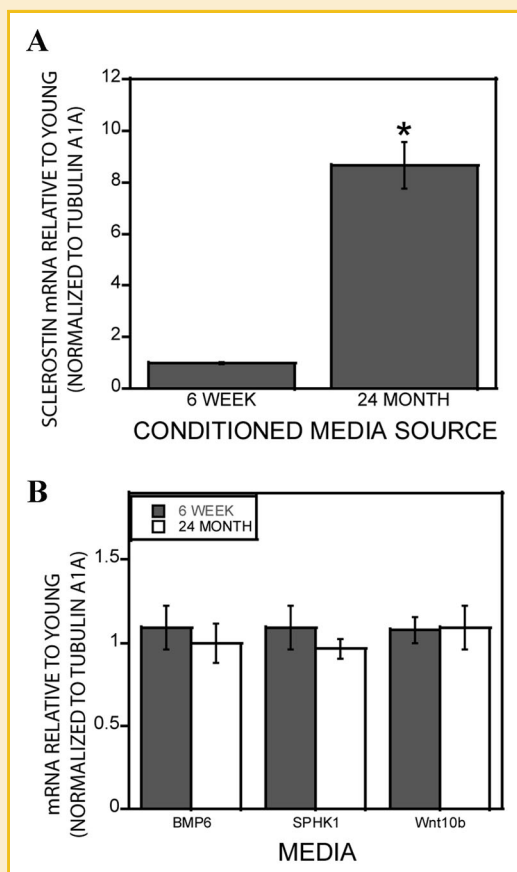 A
SCLEROSTIN mRNA RELATIVE TO YOUNG
(NORMALIZED TO TUBULIN A1A)
12
10
8
6
4
2
0
*
6 WEEK
24 MONTH
CONDITIONED MEDIA SOURCE
B
mRNA RELATIVE TO YOUNG
(NORMALIZED TO TUBULIN A1A)
6 WEEK
24 MONTH
1.5
1
0.5
0
BMP6
SPHK1
Wnt10b
MEDIA